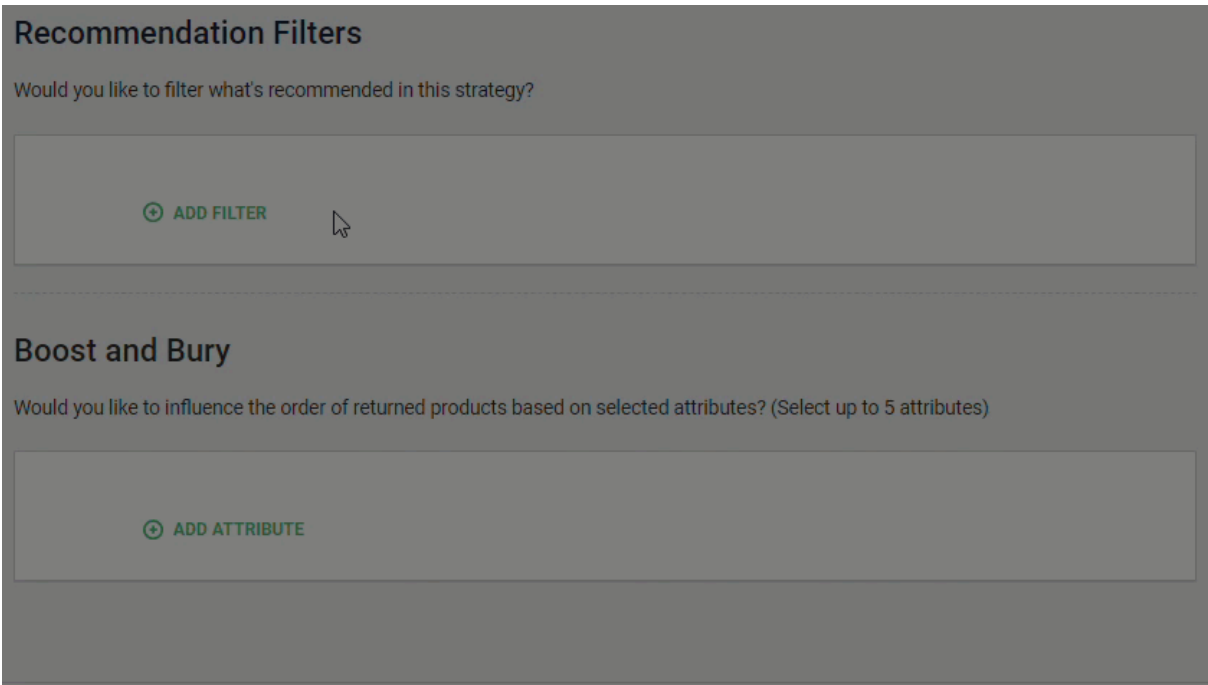 Recommendation Filters
Would you like to filter what's recommended in this strategy?
ADD FILTER
Boost and Bury
Would you like to influence the order of returned products based on selected attributes? (Select up to 5 attributes)
ADD ATTRIBUTE